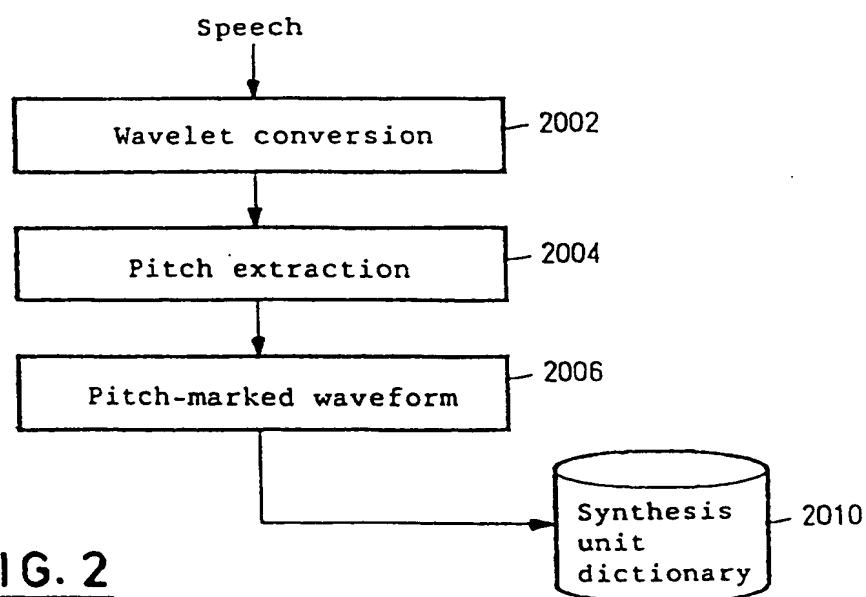 Speech
Wavelet conversion
2002
Pitch extraction
2004
Pitch-marked waveform
2006
Synthesis
unit
dictionary
2010
IG. 2